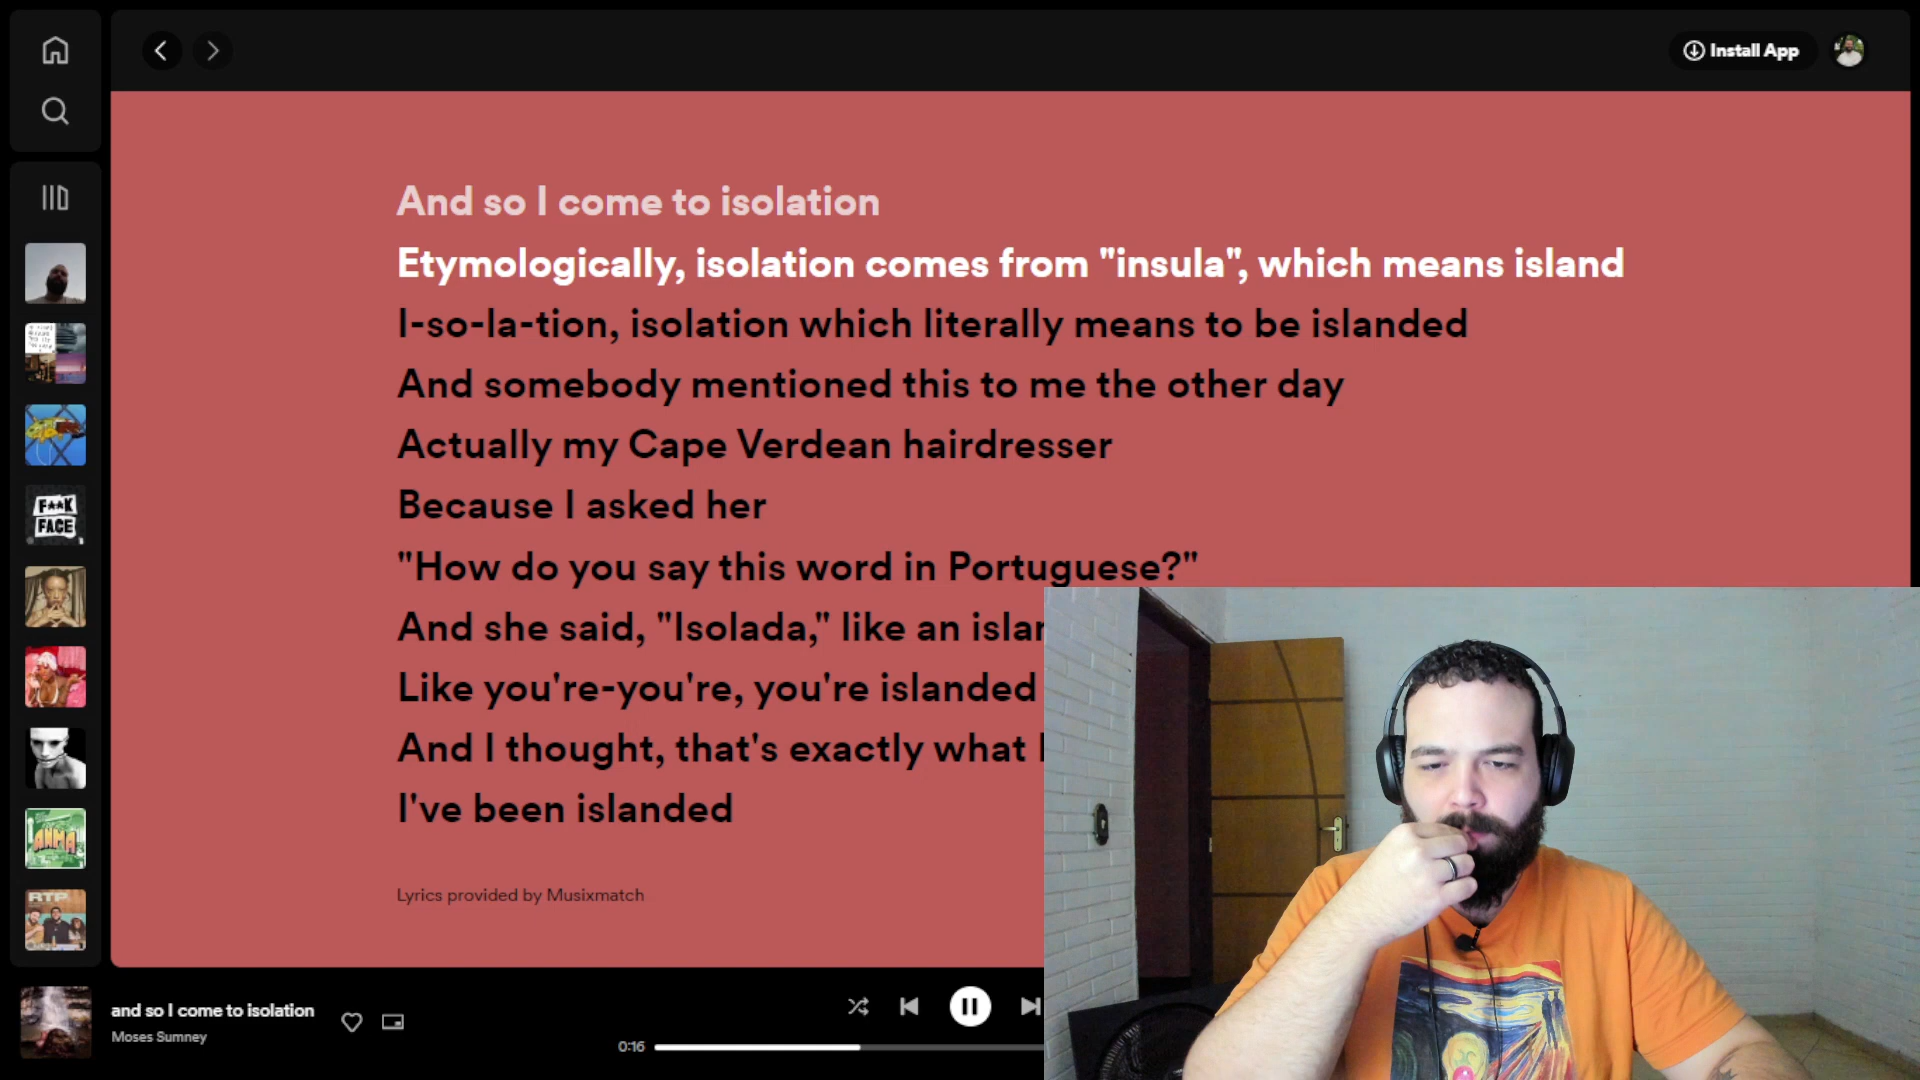 Install App
And so I come to isolation
Etymologically, isolation comes from "insula", which means island
I-so-la-tion, isolation which literally means to be islanded
And somebody mentioned this to me the other day
Actually my Cape Verdean hairdresser
Because I asked her
"How do you say this word in Portuguese?"
And she said, "Isolada," like an
Like you're-you're, you're islanded
And I thought, that's exactly what
I've been islanded
Lyrics provided by Musixmatch
F**K
FACE
ANMA
RTP
and so I come to isolation
Moses Sumney
0:16